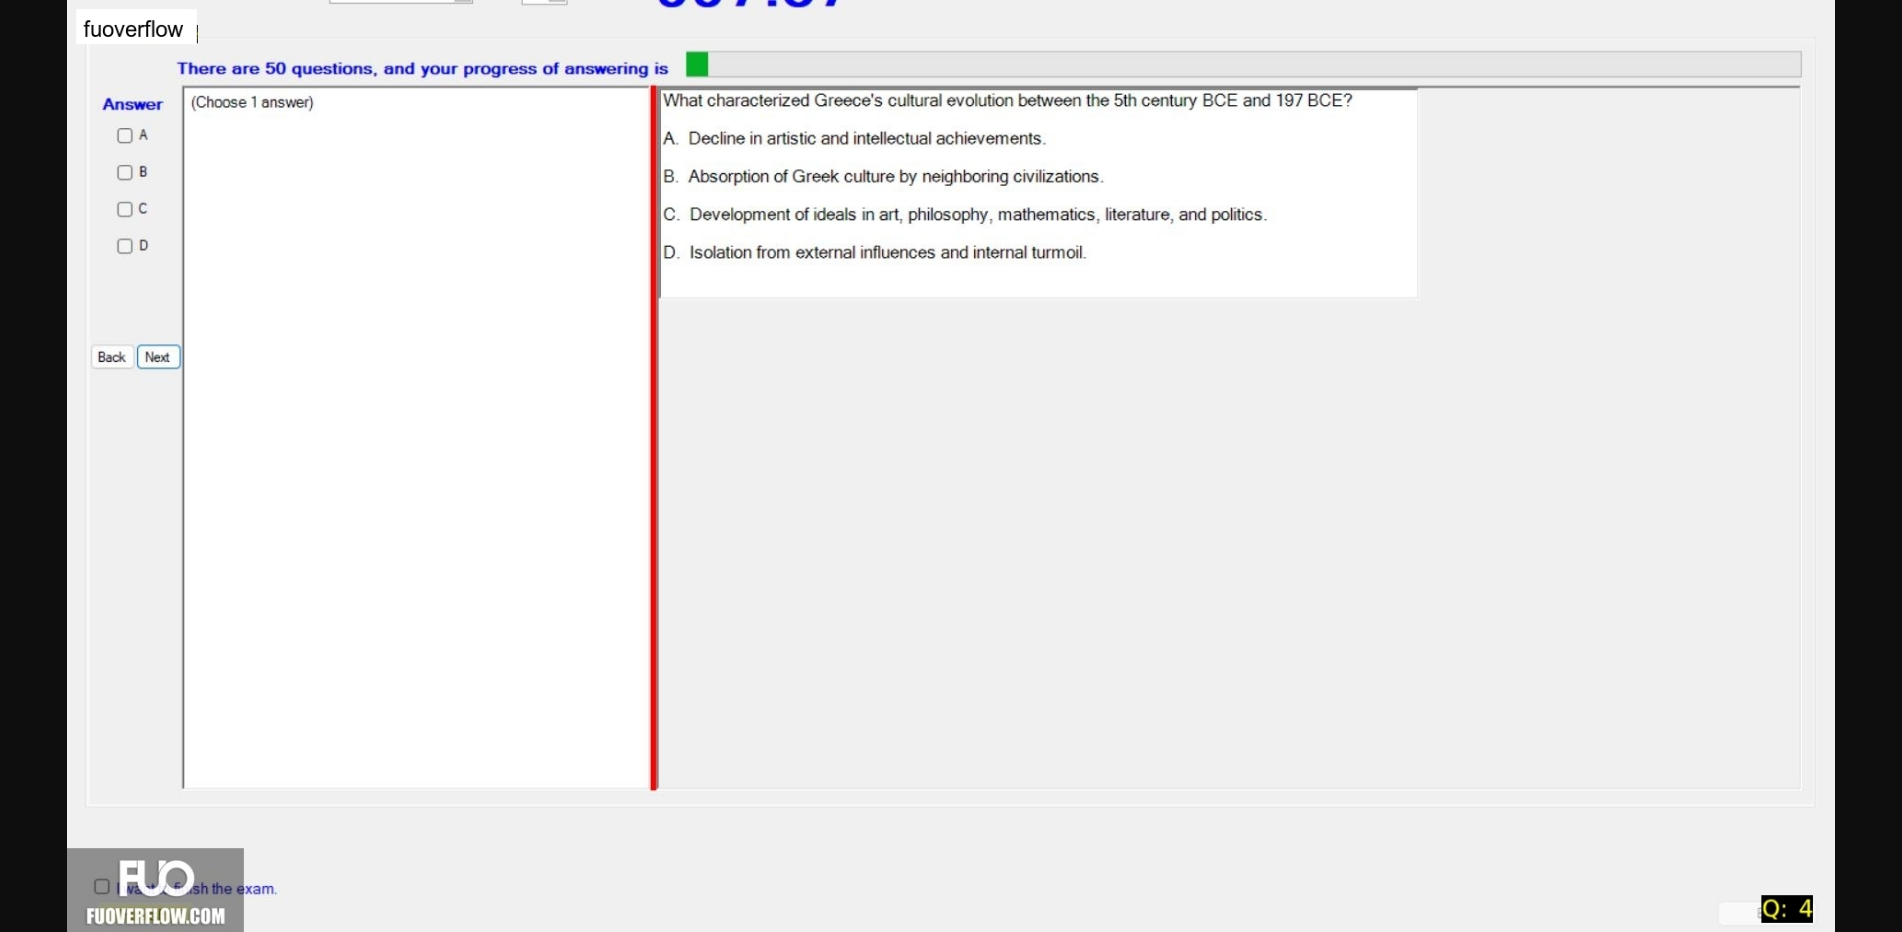 fuoverflow
There are 50 questions, and your progress of answering is
Answer
(Choose 1 answer)
A
B
C
D
Back Next
What characterized Greece's cultural evolution between the 5th century BCE and 197 BCE?
A. Decline in artistic and intellectual achievements.
B. Absorption of Greek culture by neighboring civilizations.
C. Development of ideals in art, philosophy, mathematics, literature, and politics.
D. Isolation from external influences and internal turmoil.
FUO
the exam.
FUOVERFLOW.COM
Q: 4